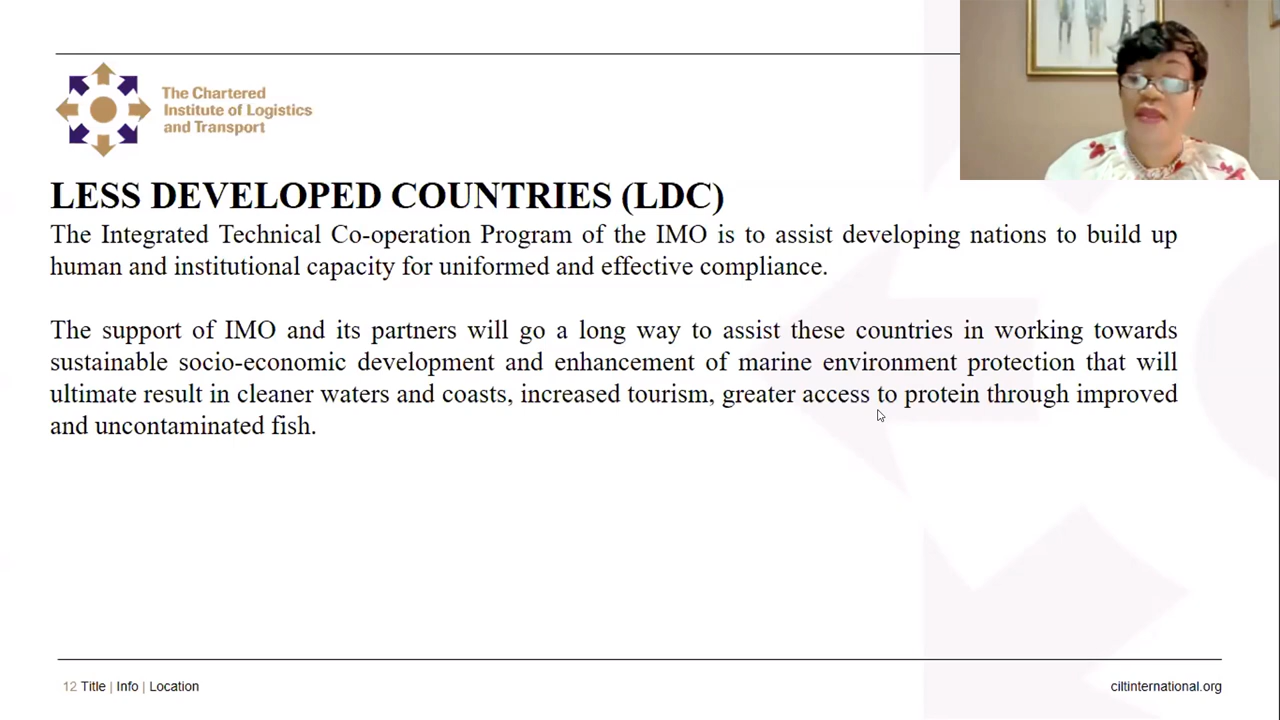 The Chartered
Institute of Logistics
and Transport
LESS DEVELOPED COUNTRIES (LDC)
The Integrated Technical Co-operation Program of the IMO is to assist developing nations to build up
human and institutional capacity for uniformed and effective compliance.
The support of IMO and its partners will go a long way to assist these countries in working towards
sustainable socio-economic development and enhancement of marine environment protection that will
ultimate result in cleaner waters and coasts, increased tourism, greater access to protein through improved
and uncontaminated fish.
12 Title | Info | Location
ciltinternational.org